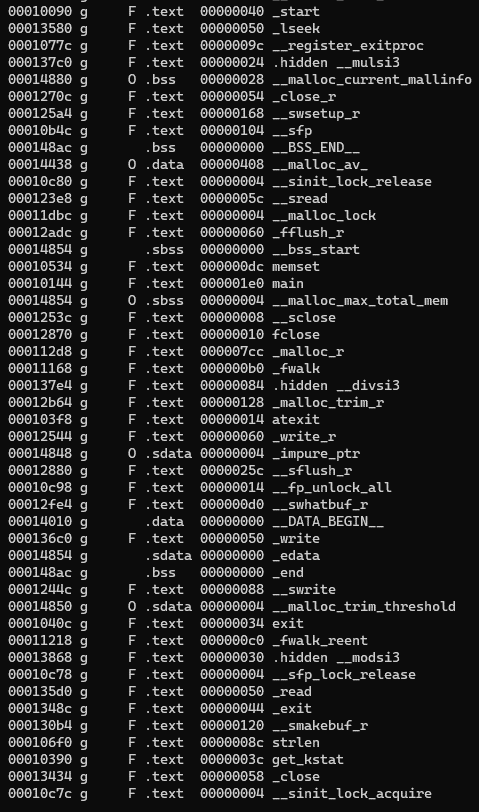 00010090 g     F .text  00000040 _start
00013580 g     F .text  00000050 _lseek
0001077c g     F .text  0000009c __register_exitproc
000137c0 g     F .text  00000024 .hidden __mulsi3
00014880 g     O .bss   00000028 __malloc_current_mallinfo
0001270c g     F .text  00000054 _close_r
000125a4 g     F .text  00000168 __swsetup_r
00010b4c g     F .text  00000104 __sfp
000148ac g       .bss   00000000 __BSS_END__
00014438 g     O .data  00000408 __malloc_av_
00010c80 g     F .text  00000004 __sinit_lock_release
000123e8 g     F .text  0000005c __sread
00011dbc g     F .text  00000004 __malloc_lock
00012adc g     F .text  00000060 _fflush_r
00014854 g       .sbss  00000000 __bss_start
00010534 g     F .text  000000dc memset
00010144 g     F .text  000001e0 main
00014854 g     O .sbss  00000004 __malloc_max_total_mem
0001253c g     F .text  00000008 __sclose
00012870 g     F .text  00000010 fclose
000112d8 g     F .text  000007cc _malloc_r
00011168 g     F .text  000000b0 _fwalk
000137e4 g     F .text  00000084 .hidden __divsi3
00012b64 g     F .text  00000128 _malloc_trim_r
000103f8 g     F .text  00000014 atexit
00012544 g     F .text  00000060 _write_r
00014848 g     O .sdata 00000004 _impure_ptr
00012880 g     F .text  0000025c __sflush_r
00010c98 g     F .text  00000014 __fp_unlock_all
00012fe4 g     F .text  000000d0 __swhatbuf_r
00014010 g       .data  00000000 __DATA_BEGIN__
000136c0 g     F .text  00000050 _write
00014854 g       .sdata 00000000 _edata
000148ac g       .bss   00000000 _end
0001244c g     F .text  00000088 __swrite
00014850 g     O .sdata 00000004 __malloc_trim_threshold
0001040c g     F .text  00000034 exit
00011218 g     F .text  000000c0 _fwalk_reent
00013868 g     F .text  00000030 .hidden __modsi3
00010c78 g     F .text  00000004 __sfp_lock_release
000135d0 g     F .text  00000050 _read
0001348c g     F .text  00000044 _exit
000130b4 g     F .text  00000120 __smakebuf_r
000106f0 g     F .text  0000008c strlen
00010390 g     F .text  0000003c get_kstat
00013434 g     F .text  00000058 _close
00010c7c g     F .text  00000004 __sinit_lock_acquire